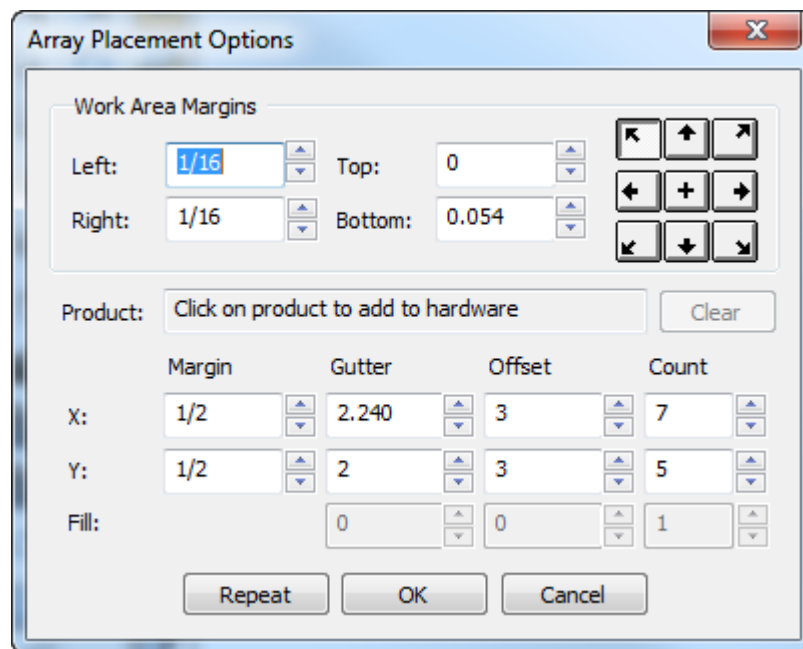 Array Placement Options
Work Area Margins
Left: 1/16 Top: 0
Right: 1/16 Bottom: 0.054
Product: Click on product to add to hardware Clear
Margin Gutter Offset Count
X: 1/2 2.240 3 7
Y: 1/2 2 3 5
Fill: 0 0 1
Repeat OK Cancel